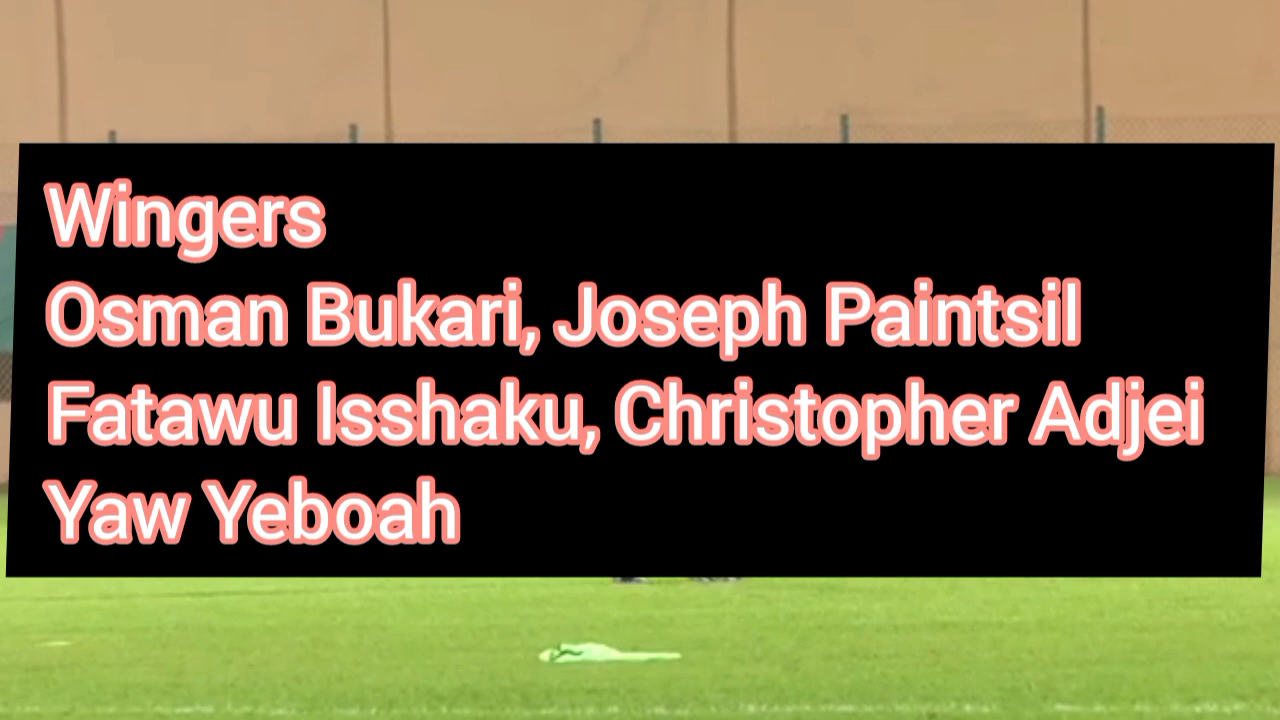 Wingers
Osman Bukari, Joseph Paintsil
Fatawu Isshaku, Christopher Adjei
Yaw Yeboah